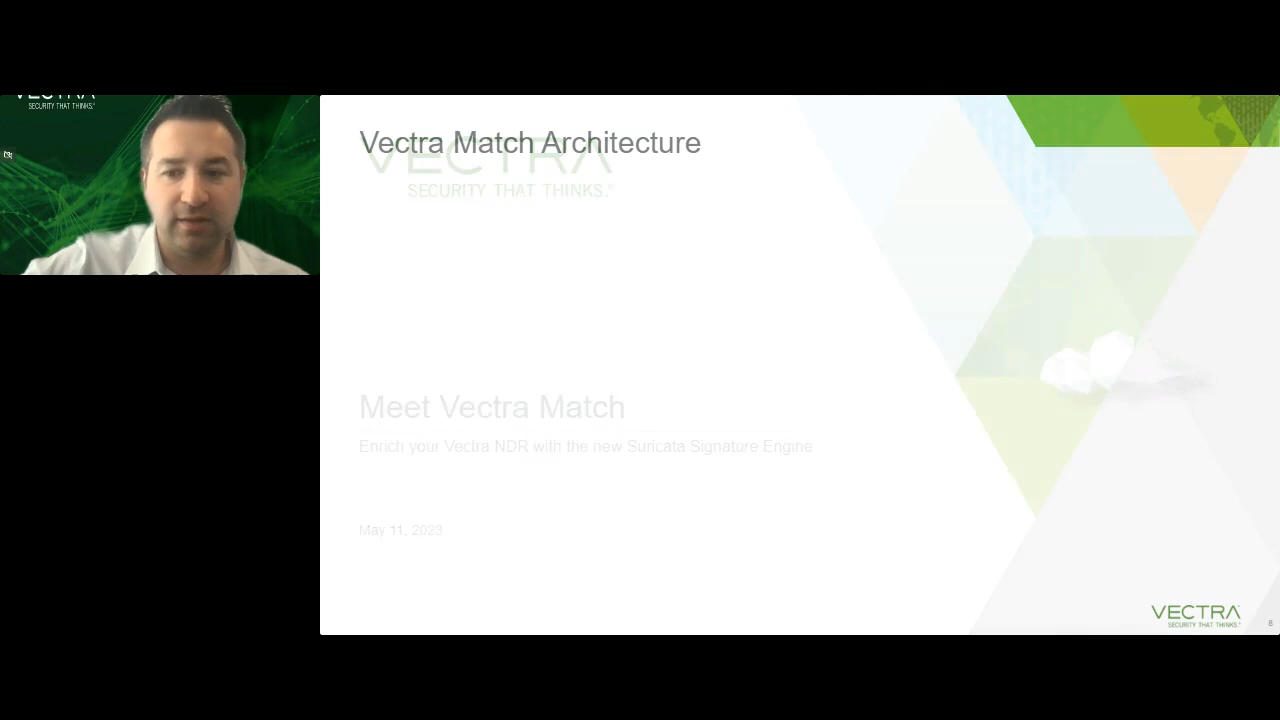 VECTRA
SECURITY THAT THINKS.®
Vectra Match Architecture
VECTRA
SECURITY THAT THINKS.®
Meet Vectra Match
Enrich your Vectra NDR with the new Suricata Signature Engine
May 11, 2023
VECTRA
SECURITY THAT THINKS.®
8